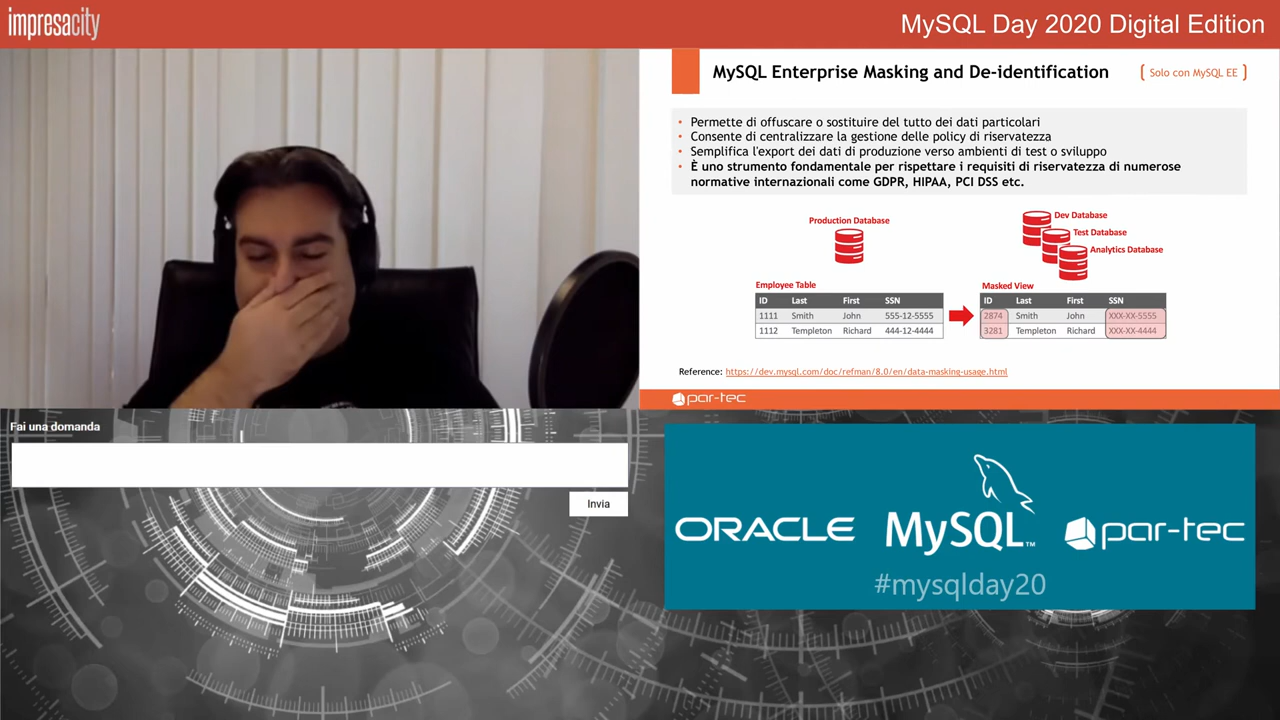 impresacity
MySQL Day 2020 Digital Edition
MySQL Enterprise Masking and De-identification
[ Solo con MySQL EE ]
• Permette di offuscare o sostituire del tutto dei dati particolari
• Consente di centralizzare la gestione delle policy di riservatezza
• Semplifica l'export dei dati di produzione verso ambienti di test o sviluppo
• È uno strumento fondamentale per rispettare i requisiti di riservatezza di numerose
normative internazionali come GDPR, HIPAA, PCI DSS etc.
Production Database
Dev Database
Test Database
Analytics Database
Employee Table
ID Last First SSN
1111 Smith John 555-12-5555
1112 Templeton Richard 444-12-4444
Masked View
ID Last First SSN
2874 Smith John XXX-XX-5555
3281 Templeton Richard XXX-XX-4444
Reference: https://dev.mysql.com/doc/refman/8.0/en/data-masking-usage.html
par-tec
Fai una domanda
Invia
ORACLE MySQL™ par-tec
#mysqlday20